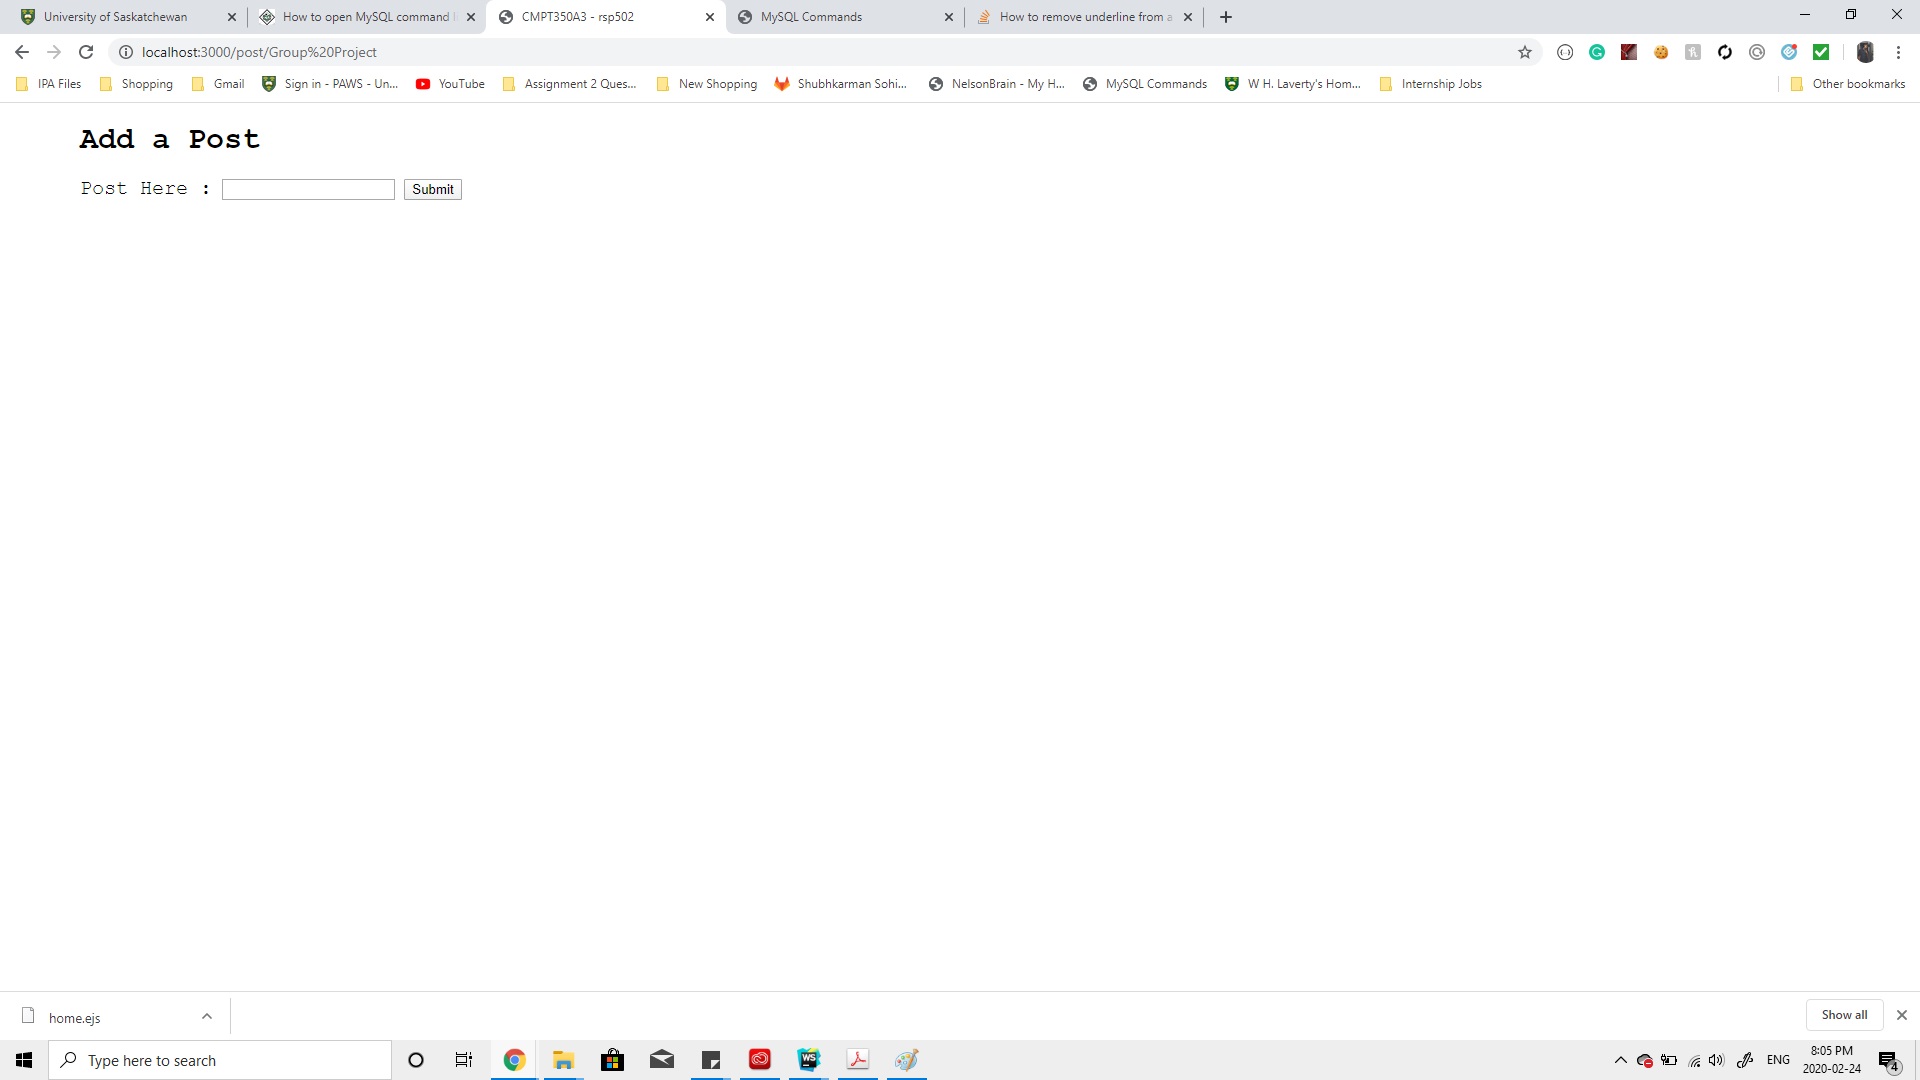 University of Saskatchewan
How to open MySQL command
CMPT350A3 - rsp502
MySQL Commands
How to remove underline from a
localhost:3000/post/Group%20Project
IPA Files
Shopping
Gmail
Sign in - PAWS - Un...
YouTube
Assignment 2 Ques...
New Shopping
Shubhkarman Sohi...
NelsonBrain - My H...
MySQL Commands
W H. Laverty's Hom...
Internship Jobs
Other bookmarks
Add a Post
Post Here :
Submit
home.ejs
Show all
Type here to search
WS
ENG
8:05 PM
2020-02-24
4